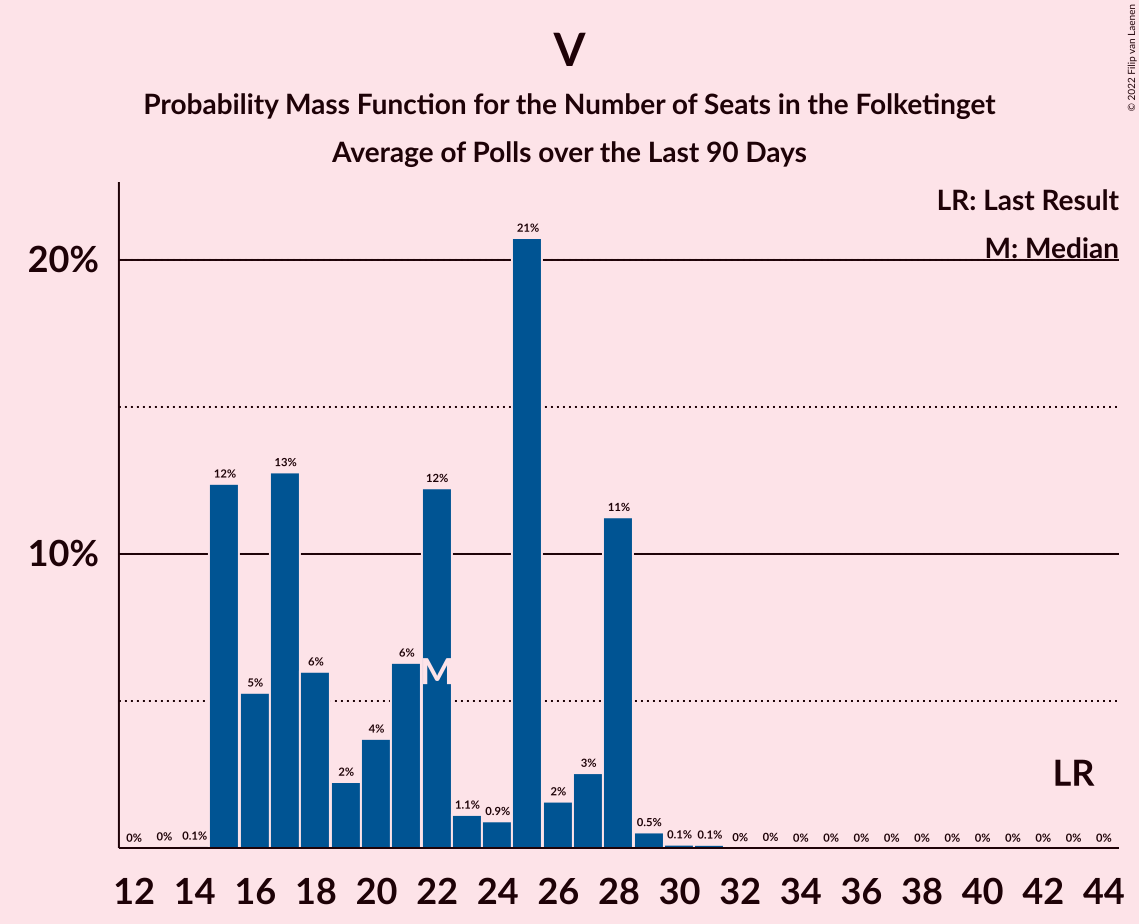 V
Probability Mass Function for the Number of Seats in the Folketinget
Average of Polls over the Last 90 Days
© 2022 Filip van Laenen
LR: Last Result
M: Median
20%
10%
0% 0% 0.1% 12% 5% 13% 6% 2% 4% 6% 12% 1.1% 0.9% 21% 2% 3% 11% 0.5% 0.1% 0.1% 0% 0% 0% 0% 0% 0% 0% 0% 0% 0% 0% 0% 0%
M
LR
12 14 16 18 20 22 24 26 28 30 32 34 36 38 40 42 44